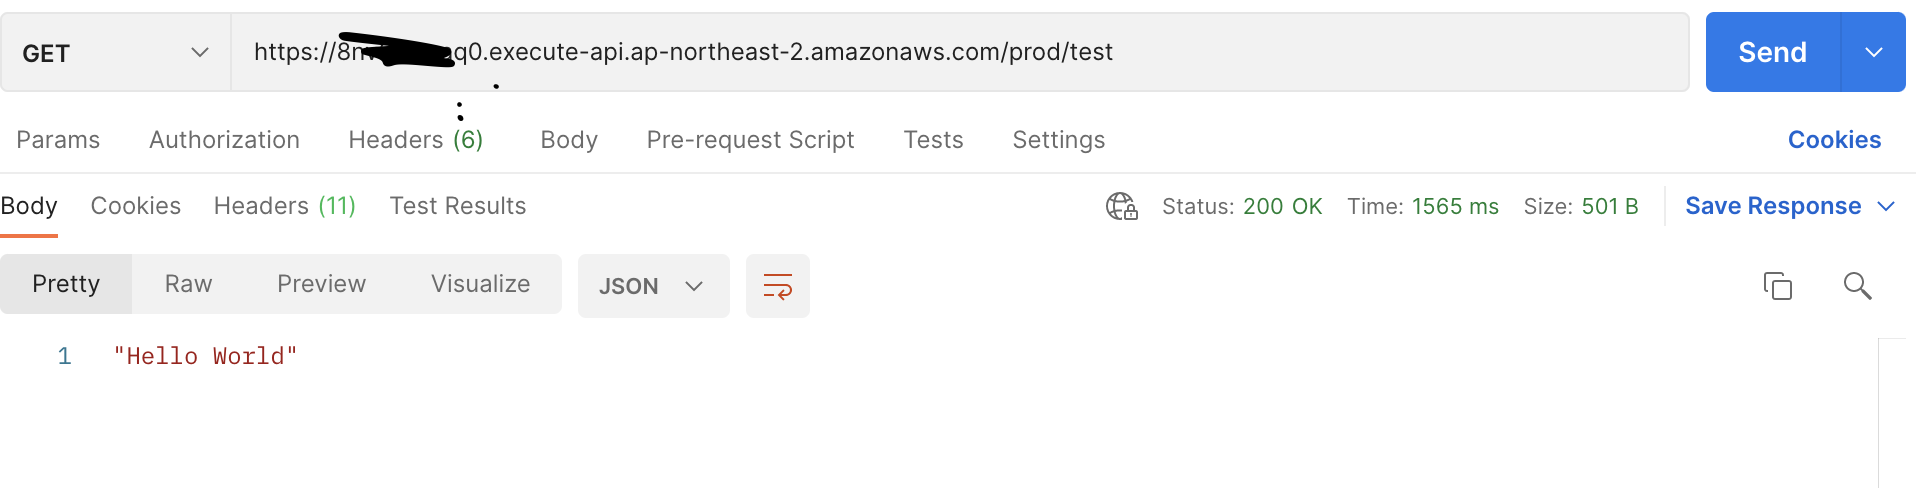 GET
https://8 q0.execute-api.ap-northeast-2.amazonaws.com/prod/test
Send
Params Authorization Headers (6) Body Pre-request Script Tests Settings Cookies
Body Cookies Headers (11) Test Results Status: 200 OK Time: 1565 ms Size: 501 B Save Response
Pretty Raw Preview Visualize JSON
1 "Hello World"